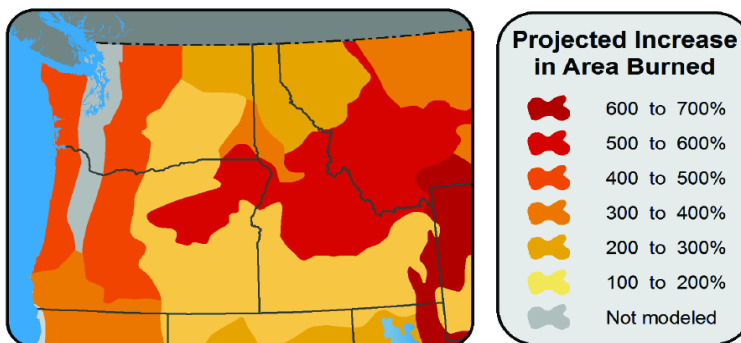 Projected Increase
in Area Burned
600 to 700%
500 to 600%
400 to 500%
300 to 400%
200 to 300%
100 to 200%
Not modeled